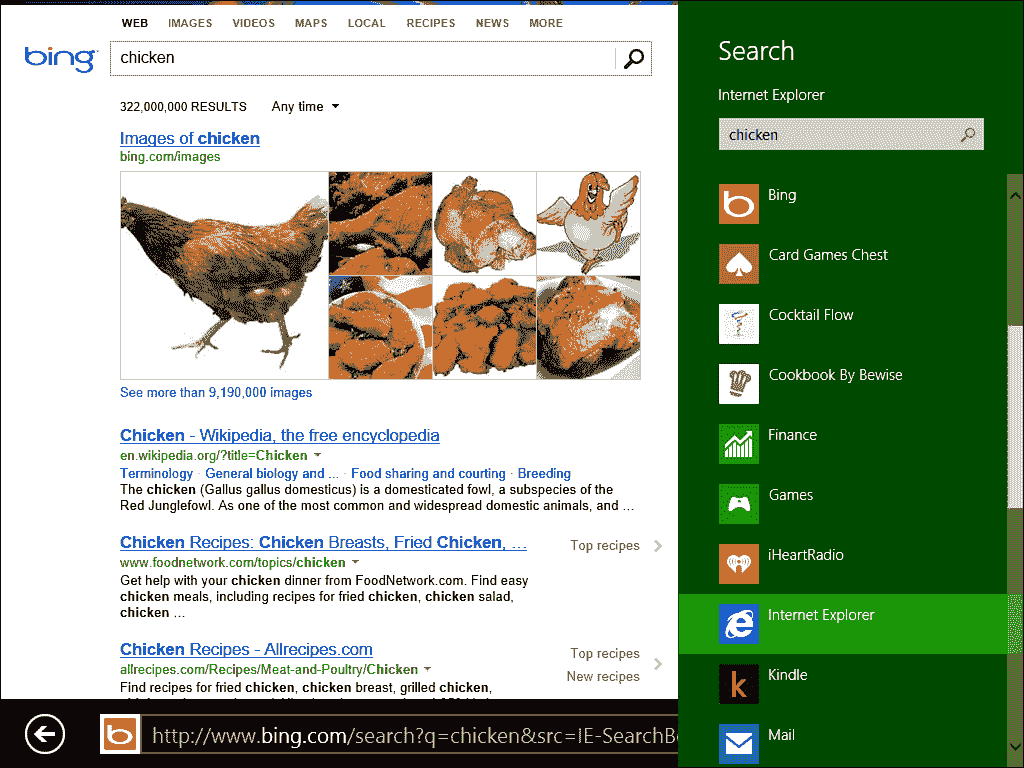 WEB IMAGES VIDEOS MAPS LOCAL RECIPES NEWS MORE
bing
chicken
322,000,000 RESULTS Any time
Images of chicken
bing.com/images
See more than 9,190,000 images
Chicken - Wikipedia, the free encyclopedia
en.wikipedia.org/?title=Chicken
Terminology · General biology and ... · Food sharing and courting · Breeding
The chicken (Gallus gallus domesticus) is a domesticated fowl, a subspecies of the
Red Junglefowl. As one of the most common and widespread domestic animals, and ...
Chicken Recipes: Chicken Breasts, Fried Chicken, ...
Top recipes
www.foodnetwork.com/topics/chicken
Get help with your chicken dinner from FoodNetwork.com. Find easy
chicken meals, including recipes for fried chicken, chicken salad,
chicken ...
Chicken Recipes - Allrecipes.com
Top recipes
allrecipes.com/Recipes/Meat-and-Poultry/Chicken
New recipes
Find recipes for fried chicken, chicken breast, grilled chicken,
http://www.bing.com/search?q=chicken&src=IE-SearchB
Search
Internet Explorer
chicken
Bing
Card Games Chest
Cocktail Flow
Cookbook By Bewise
Finance
Games
iHeartRadio
Internet Explorer
Kindle
Mail